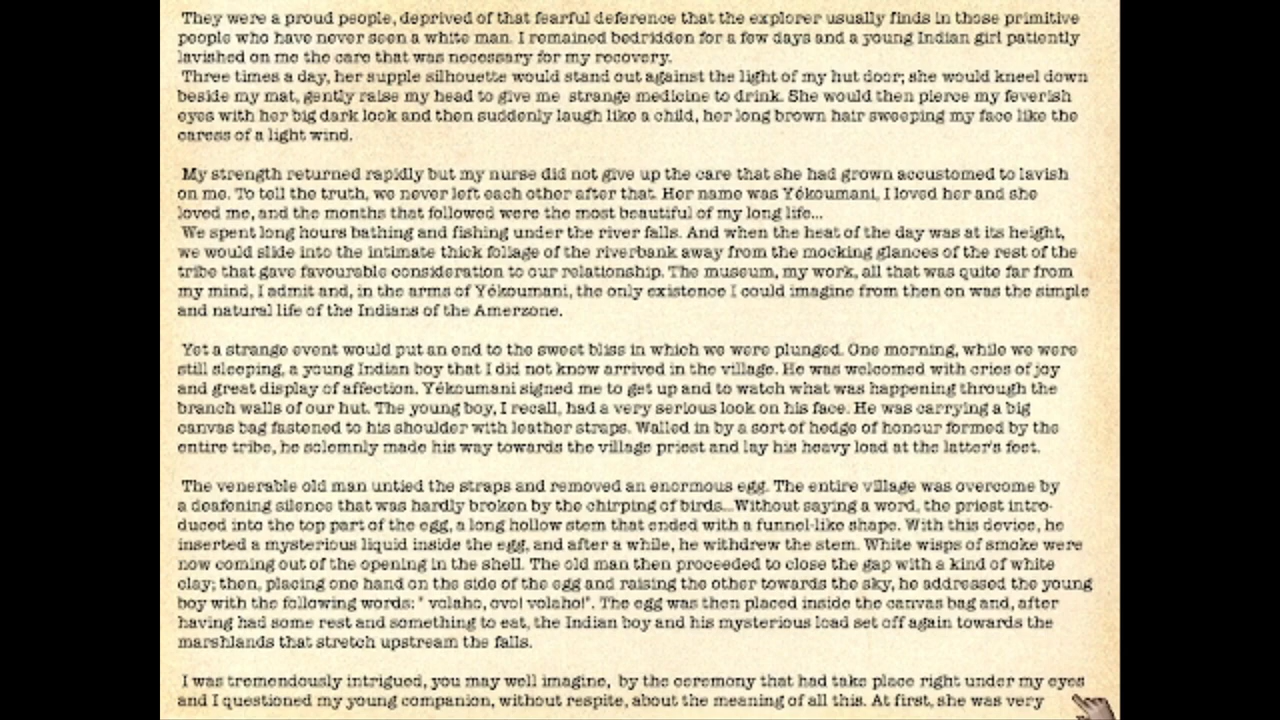 They were a proud people, deprived of that fearful deference that the explorer usually finds in those primitive
people who have never seen a white man. I remained bedridden for a few days and a young Indian girl patiently
lavished on me the care that was necessary for my recovery.
Three times a day, her supple silhouette would stand out against the light of my hut door; she would kneel down
beside my mat, gently raise my head to give me strange medicine to drink. She would then pierce my feverish
eyes with her big dark look and then suddenly laugh like a child, her long brown hair sweeping my face like the
caress of a light wind.
My strength returned rapidly but my nurse did not give up the care that she had grown accustomed to lavish
on me. To tell the truth, we never left each other after that. Her name was Yékoumani, I loved her and she
loved me, and the months that followed were the most beautiful of my long life...
We spent long hours bathing and fishing under the river falls. And when the heat of the day was at its height,
we would slide into the intimate thick foliage of the riverbank away from the mocking glances of the rest of the
tribe that gave favourable consideration to our relationship. The museum, my work, all that was quite far from
my mind, I admit and, in the arms of Yékoumani, the only existence I could imagine from then on was the simple
and natural life of the Indians of the Amerzone.
Yet a strange event would put an end to the sweet bliss in which we were plunged. One morning, while we were
still sleeping, a young Indian boy that I did not know arrived in the village. He was welcomed with cries of joy
and great display of affection. Yékoumani signed me to get up and to watch what was happening through the
branch walls of our hut. The young boy, I recall, had a very serious look on his face. He was carrying a big
canvas bag fastened to his shoulder with leather straps. Walled in by a sort of hedge of honour formed by the
entire tribe, he solemnly made his way towards the village priest and lay his heavy load at the latter's feet.
The venerable old man untied the straps and removed an enormous egg. The entire village was overcome by
a deafening silence that was hardly broken by the chirping of birds...Without saying a word, the priest intro-
duced into the top part of the egg, a long hollow stem that ended with a funnel-like shape. With this device, he
inserted a mysterious liquid inside the egg, and after a while, he withdrew the stem. White wisps of smoke were
now coming out of the opening in the shell. The old man then proceeded to close the gap with a kind of white
clay; then, placing one hand on the side of the egg and raising the other towards the sky, he addressed the young
boy with the following words: " volaho, ovo! volaho!". The egg was then placed inside the canvas bag and, after
having had some rest and something to eat, the Indian boy and his mysterious load set off again towards the
marshlands that stretch upstream the falls.
I was tremendously intrigued, you may well imagine, by the ceremony that had take place right under my eyes
and I questioned my young companion, without respite, about the meaning of all this. At first, she was very